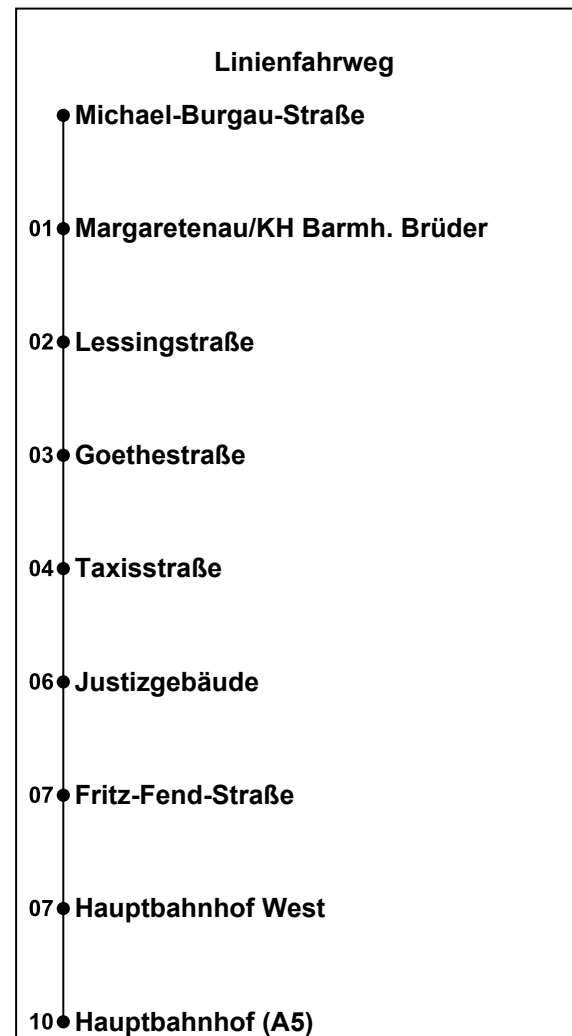 Linienfahrweg
Michael-Burgau-Straße
01 Margaretenau/KH Barmh. Brüder
02 Lessingstraße
03 Goethestraße
04 Taxisstraße
06 Justizgebäude
07 Fritz-Fend-Straße
07 Hauptbahnhof West
10 Hauptbahnhof (A5)